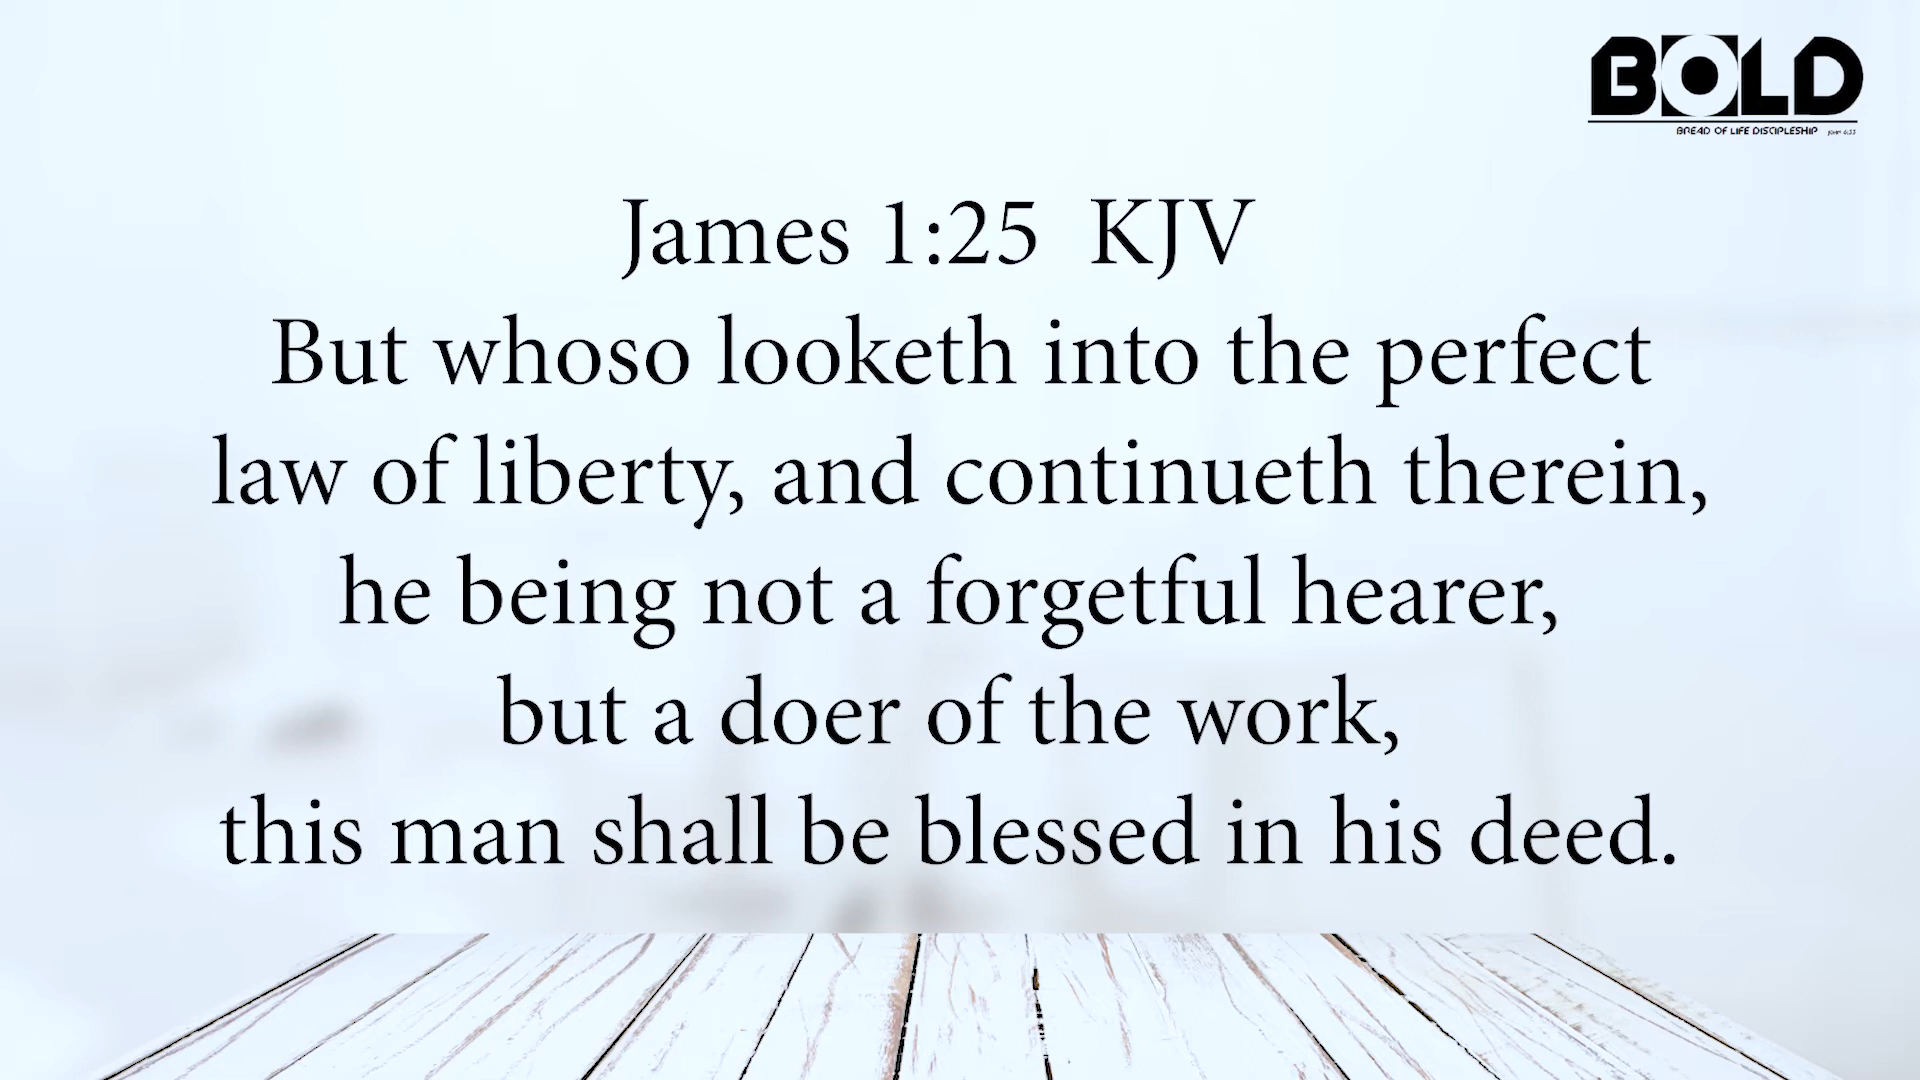 BOLD
BREAD OF LIFE DISCIPLESHIP
James 1:25 KJV
But whoso looketh into the perfect
law of liberty, and continueth therein,
he being not a forgetful hearer,
but a doer of the work,
this man shall be blessed in his deed.